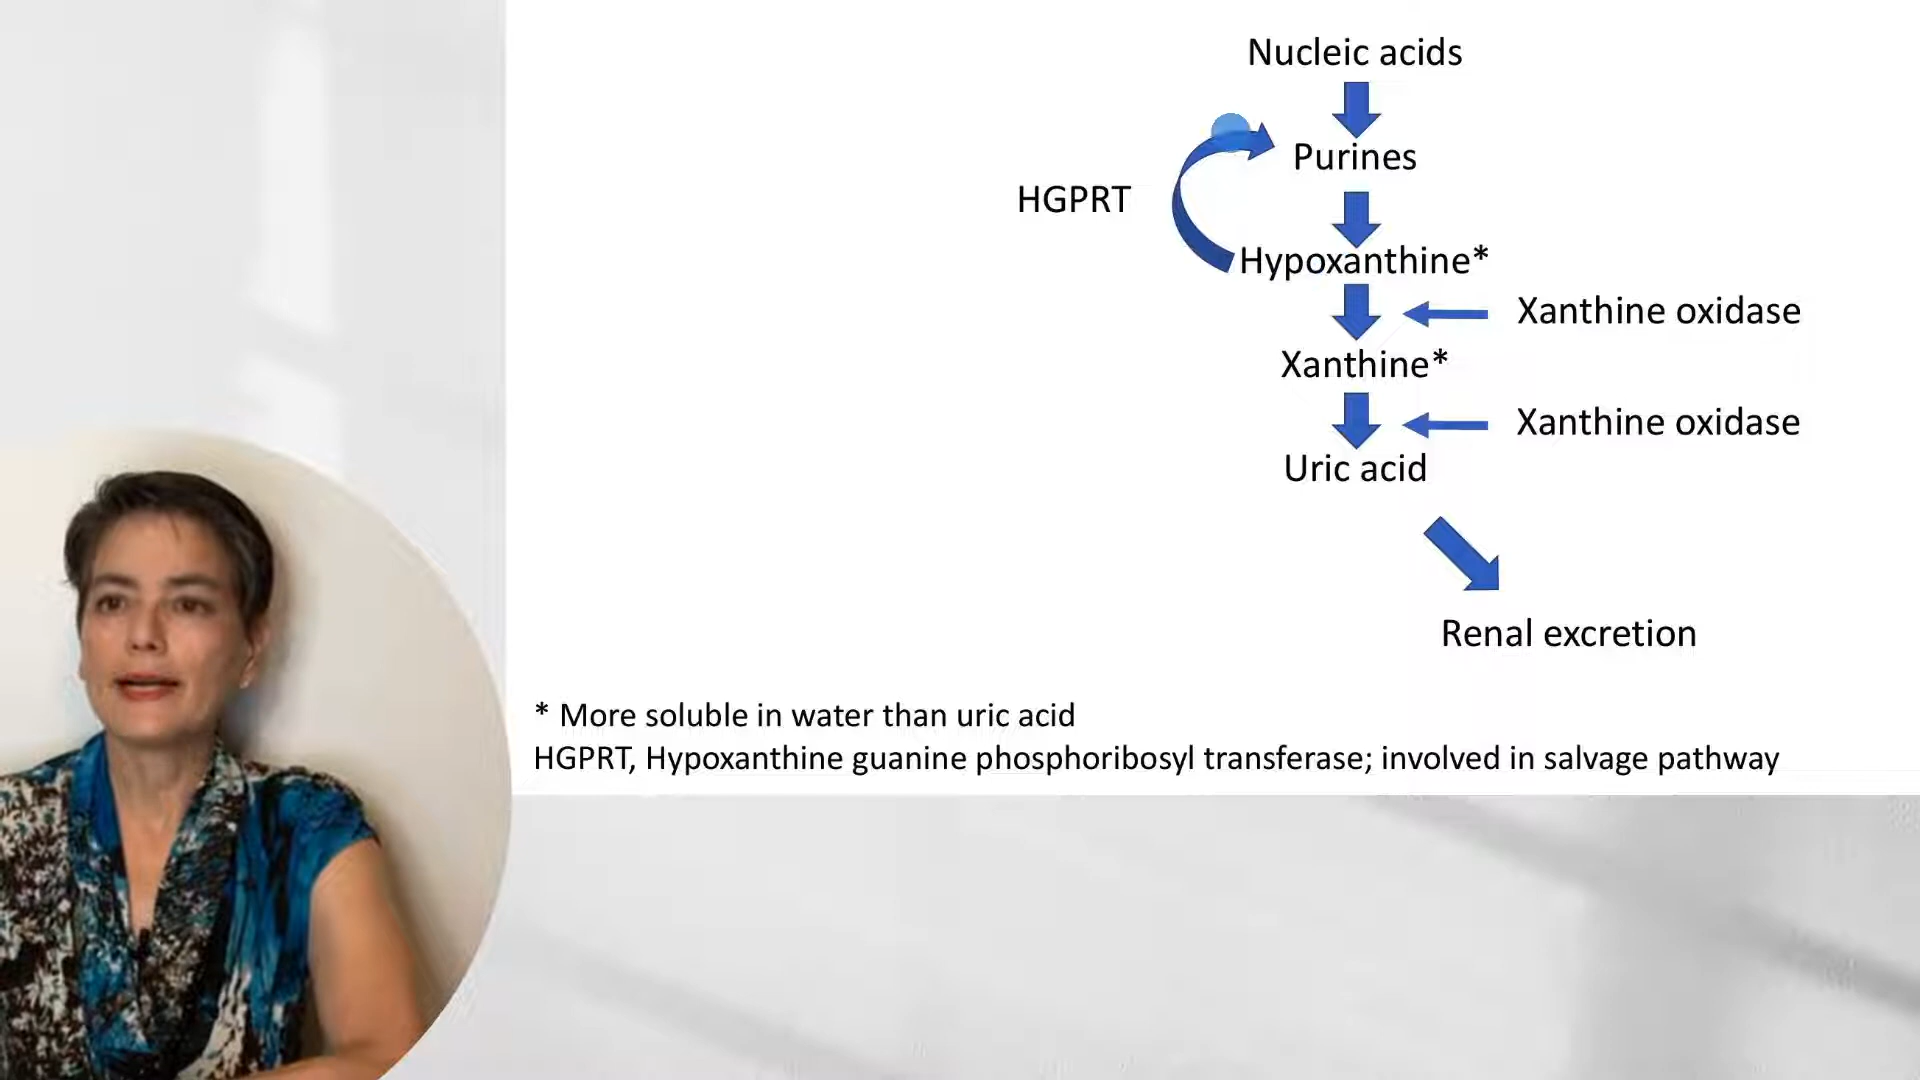 Nucleic acids
Purines
HGPRT
Hypoxanthine*
Xanthine oxidase
Xanthine*
Xanthine oxidase
Uric acid
Renal excretion
* More soluble in water than uric acid
HGPRT, Hypoxanthine guanine phosphoribosyl transferase; involved in salvage pathway